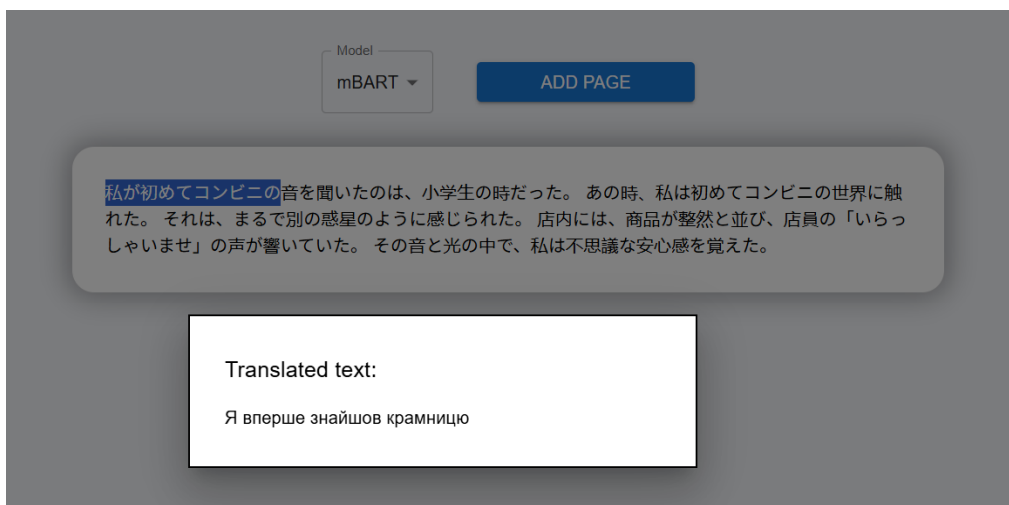 Model
mBART
ADD PAGE
私が初めてコンビニの音を聞いたのは、小学生の時だった。 あの時、私は初めてコンビニの世界に触
れた。 それは、まるで別の惑星のように感じられた。 店内には、商品が整然と並び、店員の「いらっ
しゃいませ」の声が響いていた。 その音と光の中で、私は不思議な安心感を覚えた。
Translated text:
Я вперше знайшов крамницю